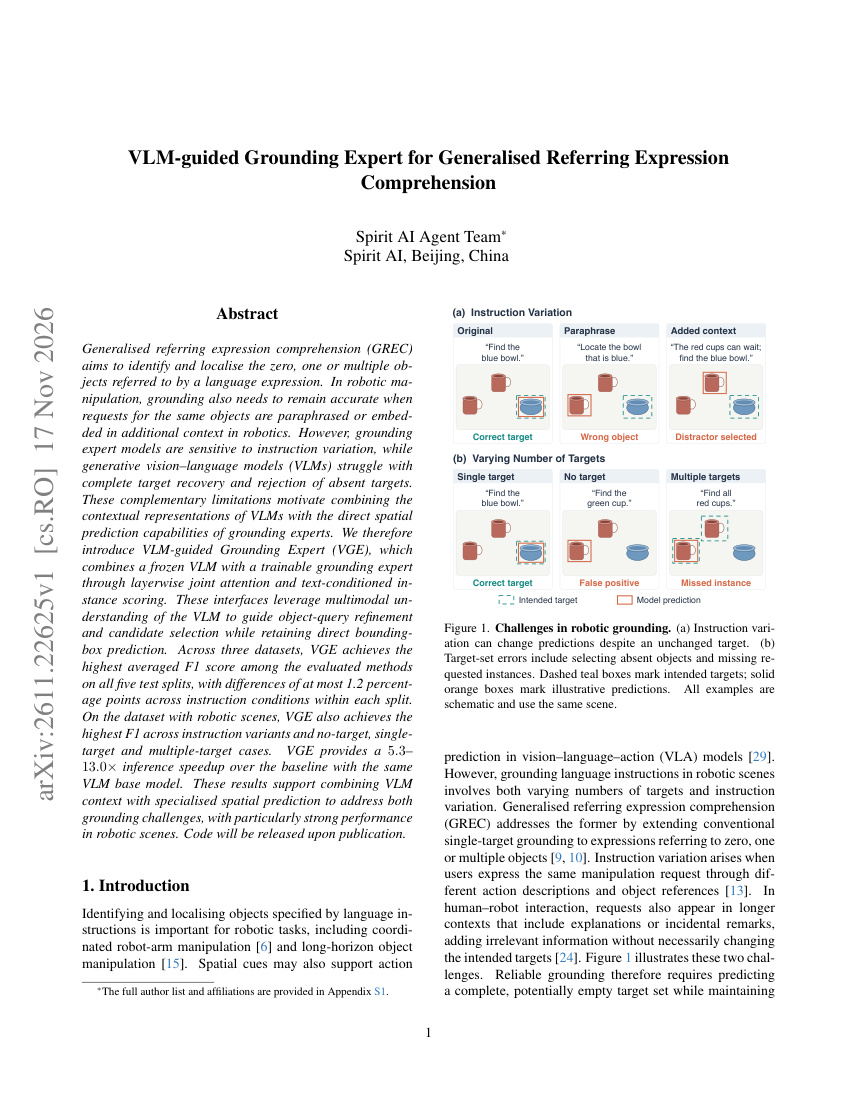 arXiv:2611.22625v1 [cs.RO] 17 Nov 2026
VLM-guided Grounding Expert for Generalised Referring Expression
Comprehension
Spirit AI Agent Team*
Spirit AI, Beijing, China
Abstract
Generalised referring expression comprehension (GREC)
aims to identify and localise the zero, one or multiple ob-
jects referred to by a language expression. In robotic ma-
nipulation, grounding also needs to remain accurate when
requests for the same objects are paraphrased or embed-
ded in additional context in robotics. However, grounding
expert models are sensitive to instruction variation, while
generative vision–language models (VLMs) struggle with
complete target recovery and rejection of absent targets.
These complementary limitations motivate combining the
contextual representations of VLMs with the direct spatial
prediction capabilities of grounding experts. We therefore
introduce VLM-guided Grounding Expert (VGE), which
combines a frozen VLM with a trainable grounding expert
through layerwise joint attention and text-conditioned in-
stance scoring. These interfaces leverage multimodal un-
derstanding of the VLM to guide object-query refinement
and candidate selection while retaining direct bounding-
box prediction. Across three datasets, VGE achieves the
highest averaged F1 score among the evaluated methods
on all five test splits, with differences of at most 1.2 percent-
age points across instruction conditions within each split.
On the dataset with robotic scenes, VGE also achieves the
highest F1 across instruction variants and no-target, single-
target and multiple-target cases. VGE provides a 5.3–
13.0× inference speedup over the baseline with the same
VLM base model. These results support combining VLM
context with specialised spatial prediction to address both
grounding challenges, with particularly strong performance
in robotic scenes. Code will be released upon publication.
1. Introduction
Identifying and localising objects specified by language in-
structions is important for robotic tasks, including coordi-
nated robot-arm manipulation [6] and long-horizon object
manipulation [15]. Spatial cues may also support action
*The full author list and affiliations are provided in Appendix S1.
(a) Instruction Variation
Original
Paraphrase
Added context
“Find the
blue bowl.”
“Locate the bowl
that is blue.”
“The red cups can wait;
find the blue bowl.”
Correct target
Wrong object
Distractor selected
(b) Varying Number of Targets
Single target
No target
Multiple targets
“Find the
blue bowl.”
“Find the
green cup.”
“Find all
red cups.”
Correct target
False positive
Missed instance
Intended target
Model prediction
Figure 1. Challenges in robotic grounding. (a) Instruction vari-
ation can change predictions despite an unchanged target. (b)
Target-set errors include selecting absent objects and missing re-
quested instances. Dashed teal boxes mark intended targets; solid
orange boxes mark illustrative predictions. All examples are
schematic and use the same scene.
prediction in vision–language–action (VLA) models [29].
However, grounding language instructions in robotic scenes
involves both varying numbers of targets and instruction
variation. Generalised referring expression comprehension
(GREC) addresses the former by extending conventional
single-target grounding to expressions referring to zero, one
or multiple objects [9, 10]. Instruction variation arises when
users express the same manipulation request through dif-
ferent action descriptions and object references [13]. In
human–robot interaction, requests also appear in longer
contexts that include explanations or incidental remarks,
adding irrelevant information without necessarily changing
the intended targets [24]. Figure 1 illustrates these two chal-
lenges. Reliable grounding therefore requires predicting
a complete, potentially empty target set while maintaining
1